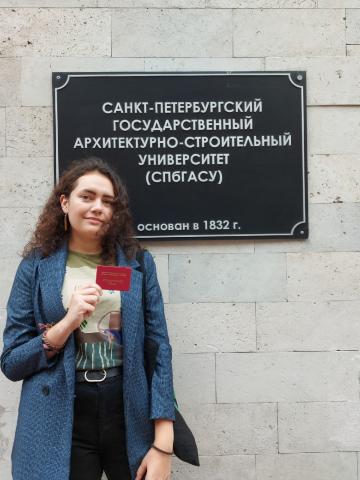 САНКТ-ПЕТЕРБУРГСКИЙ
ГОСУДАРСТВЕННЫЙ
АРХИТЕКТУРНО-СТРОИТЕЛЬНЫЙ
УНИВЕРСИТЕТ
(СПбГАСУ)
основан в 1832 г.